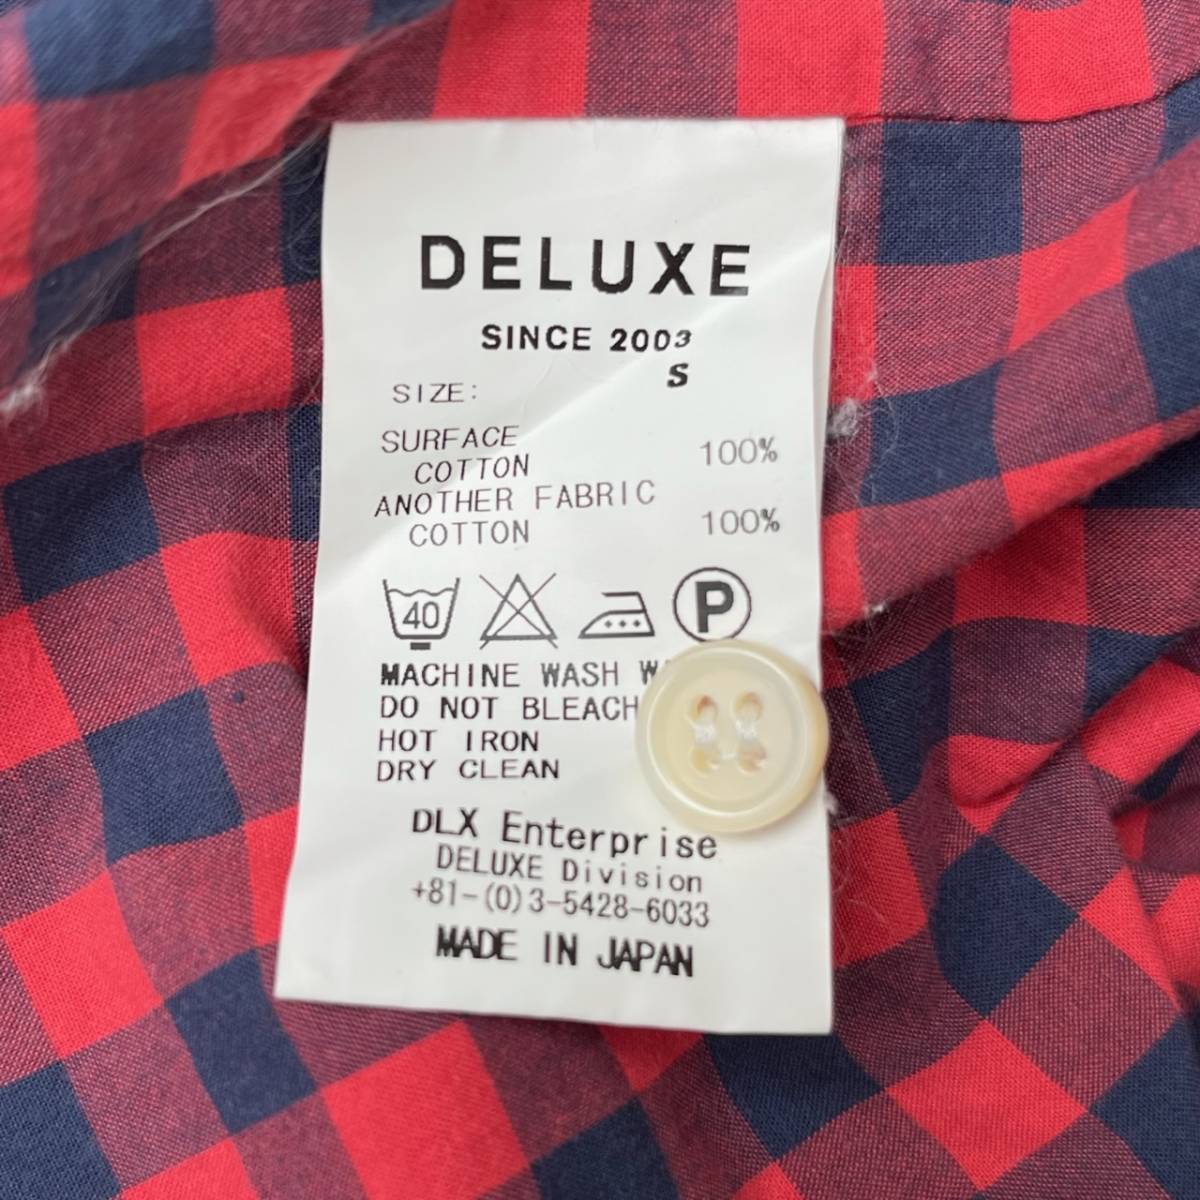 DELUXE
SINCE 2003
S
SIZE:
SURFACE
COTTON 100%
ANOTHER FABRIC
COTTON 100%
40 P
MACHINE WASH
DO NOT BLEACH
HOT IRON
DRY CLEAN
DLX Enterprise
DELUXE Division
+81-(0)3-5428-6033
MADE IN JAPAN